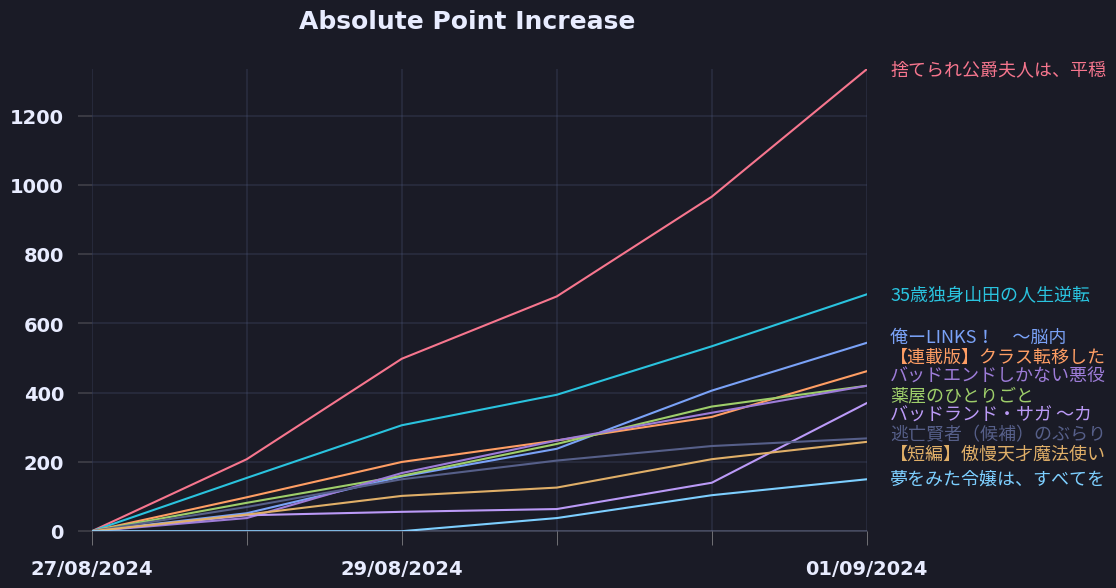 Absolute Point Increase
1200
1000
800
600
400
200
0
27/08/2024
29/08/2024
01/09/2024
捨てられ公爵夫人は、平穏
35歳独身山田の人生逆転
俺ーLINKS！　～脳内
【連載版】クラス転移した
バッドエンドしかない悪役
薬屋のひとりごと
バッドランド・サガ ～カ
逃亡賢者（候補）のぶらり
【短編】傲慢天才魔法使い
夢をみた令嬢は、すべてを